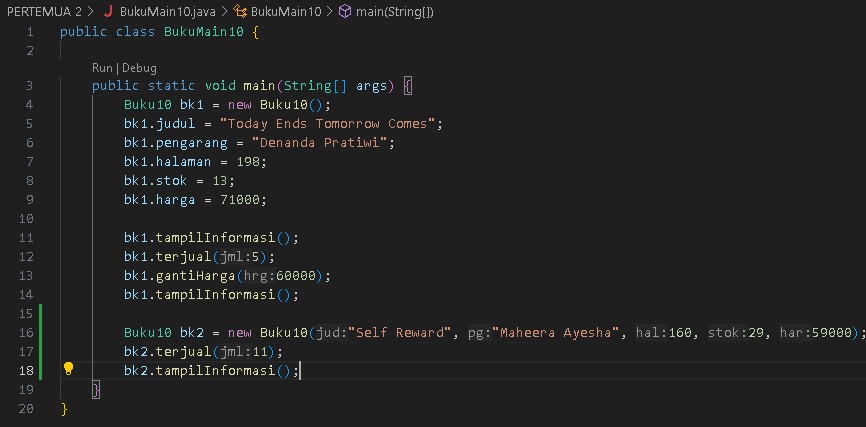 PERTEMUA 2 > J BukuMain10.java > BukuMain10 > main(String[])
1 public class BukuMain10 {
2
Run | Debug
3 public static void main(String[] args) {
4 Buku10 bk1 = new Buku10();
5 bk1.judul = "Today Ends Tomorrow Comes";
6 bk1.pengarang = "Denanda Pratiwi";
7 bk1.halaman = 198;
8 bk1.stok = 13;
9 bk1.harga = 71000;
10
11 bk1.tampilInformasi();
12 bk1.terjual(jml:5);
13 bk1.gantiHarga(hrg:60000);
14 bk1.tampilInformasi();
15
16 Buku10 bk2 = new Buku10(jud:"Self Reward", pg:"Maheera Ayesha", hal:160, stok:29, har:59000);
17 bk2.terjual(jml:11);
18 bk2.tampilInformasi();
19 }
20 }